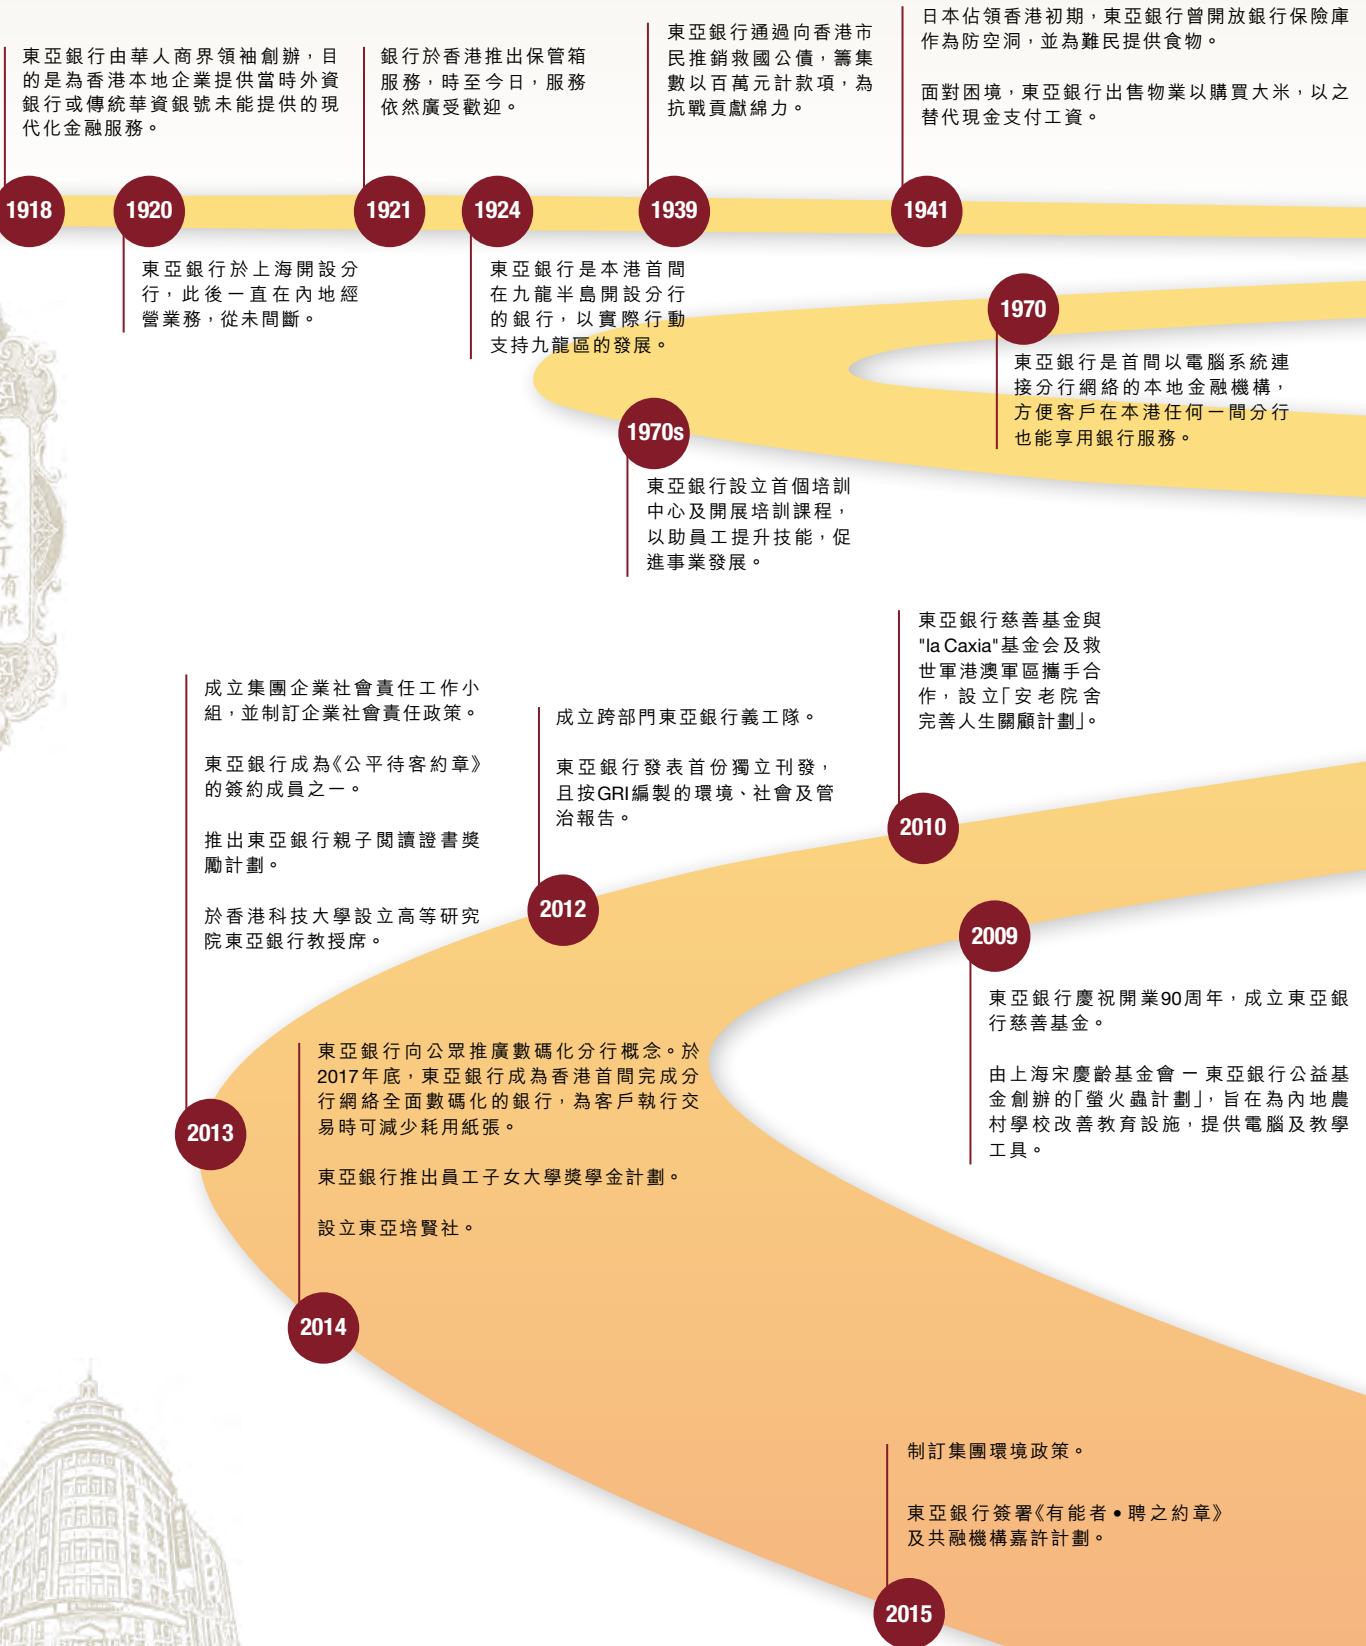 東亞銀行由華人商界領袖創辦，目
的是為香港本地企業提供當時外資
銀行或傳統華資銀號未能提供的現
代化金融服務。
1918
1920
東亞銀行於上海開設分
行，此後一直在內地經
營業務，從未間斷。
銀行於香港推出保管箱
服務，時至今日，服務
依然廣受歡迎。
1921
1924
東亞銀行是本港首間
在九龍半島開設分行
的銀行，以實際行動
支持九龍區的發展。
東亞銀行通過向香港市
民推銷救國公債，籌集
數以百萬元計款項，為
抗戰貢獻綿力。
1939
日本佔領香港初期，東亞銀行曾開放銀行保險庫
作為防空洞，並為難民提供食物。
面對困境，東亞銀行出售物業以購買大米，以之
替代現金支付工資。
1941
1970
東亞銀行是首間以電腦系統連
接分行網絡的本地金融機構，
方便客戶在本港任何一間分行
也能享用銀行服務。
1970s
東亞銀行設立首個培訓
中心及開展培訓課程，
以助員工提升技能，促
進事業發展。
東亞銀行慈善基金與
"la Caxia"基金会及救
世軍港澳軍區攜手合
作，設立「安老院舍
完善人生關顧計劃」。
2010
2009
東亞銀行慶祝開業90周年，成立東亞銀
行慈善基金。
由上海宋慶齡基金會 — 東亞銀行公益基
金創辦的「螢火蟲計劃」，旨在為內地農
村學校改善教育設施，提供電腦及教學
工具。
成立跨部門東亞銀行義工隊。
東亞銀行發表首份獨立刊發，
且按GRI編製的環境、社會及管
治報告。
2012
成立集團企業社會責任工作小
組，並制訂企業社會責任政策。
東亞銀行成為《公平待客約章》
的簽約成員之一。
推出東亞銀行親子閱讀證書獎
勵計劃。
於香港科技大學設立高等研究
院東亞銀行教授席。
2013
東亞銀行向公眾推廣數碼化分行概念。於
2017年底，東亞銀行成為香港首間完成分
行網絡全面數碼化的銀行，為客戶執行交
易時可減少耗用紙張。
東亞銀行推出員工子女大學獎學金計劃。
設立東亞培賢社。
2014
制訂集團環境政策。
東亞銀行簽署《有能者•聘之約章》
及共融機構嘉許計劃。
2015